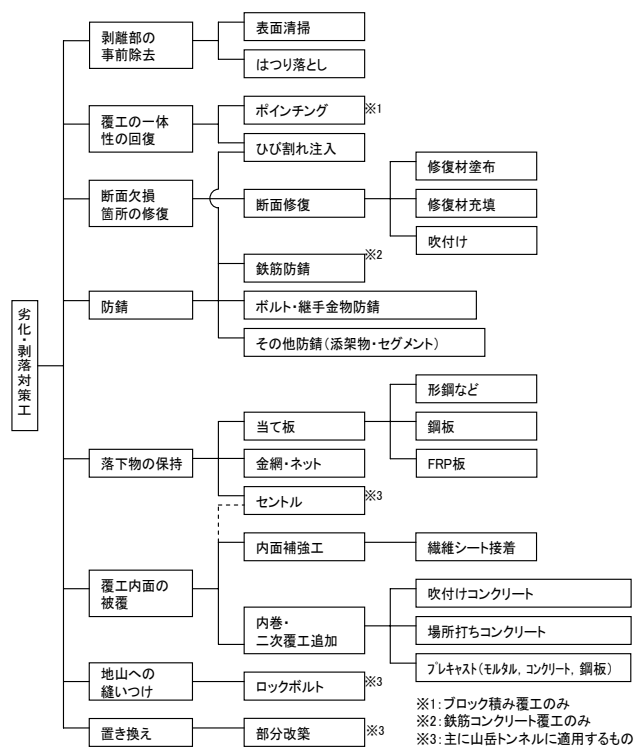 劣化・剥落対策工
剥離部の
事前除去
表面清掃
はつり落とし
覆工の一体
性の回復
ポインチング
※1
ひび割れ注入
断面欠損
箇所の修復
断面修復
修復材塗布
修復材充填
吹付け
防錆
鉄筋防錆
※2
ボルト・継手金物防錆
その他防錆(添架物・セグメント)
落下物の保持
当て板
形鋼など
鋼板
FRP板
金網・ネット
セントル
※3
覆工内面の
被覆
内面補強工
繊維シート接着
内巻・
二次覆工追加
吹付けコンクリート
場所打ちコンクリート
プレキャスト(モルタル, コンクリート, 鋼板)
地山への
縫いつけ
ロックボルト
※3
置き換え
部分改築
※3
※1:ブロック積み覆工のみ
※2:鉄筋コンクリート覆工のみ
※3:主に山岳トンネルに適用するもの